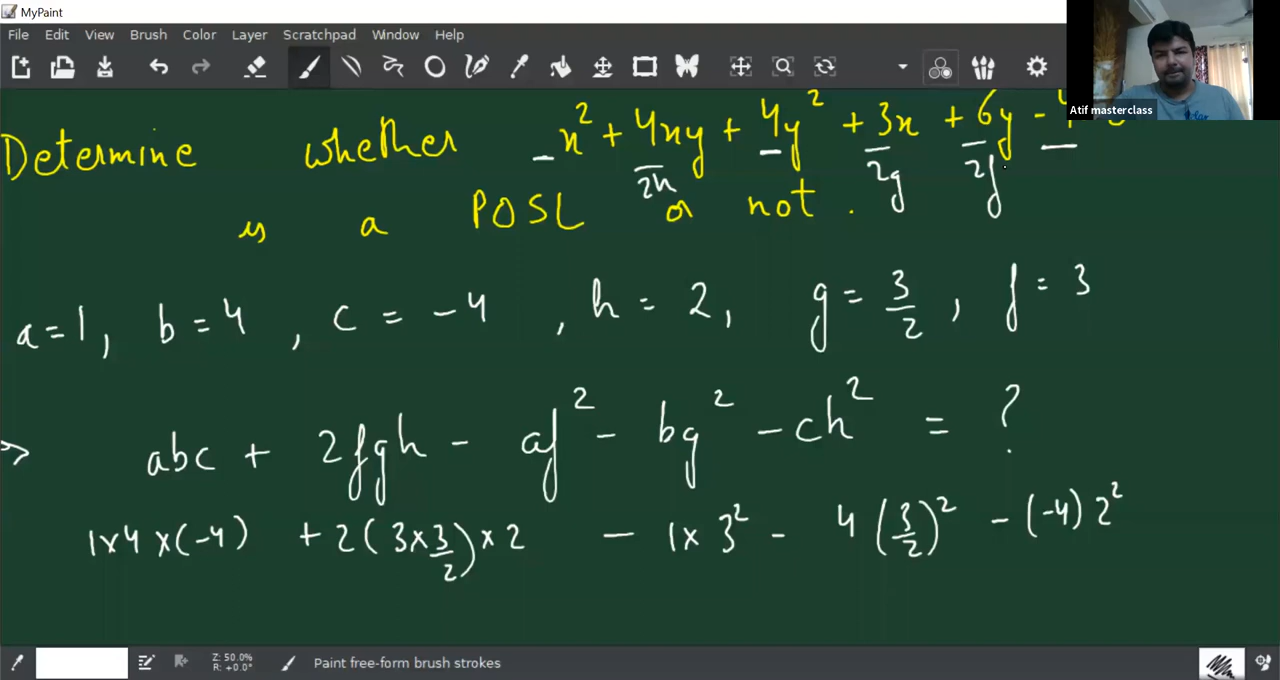 MyPaint
File Edit View Brush Color Layer Scratchpad Window Help
Atif masterclass
Determine whether x² + 4xy + 4y² + 3x + 6y - 4
2h 2g 2f
is a POSL or not.
a = 1, b = 4, c = -4, h = 2, g = 3/2, f = 3
abc + 2fgh - af² - bg² - ch² = ?
1×4×(-4) + 2(3×3/2)×2 - 1×3² - 4(3/2)² - (-4)2²
Z: 50.0%
R: +0.0°
Paint free-form brush strokes